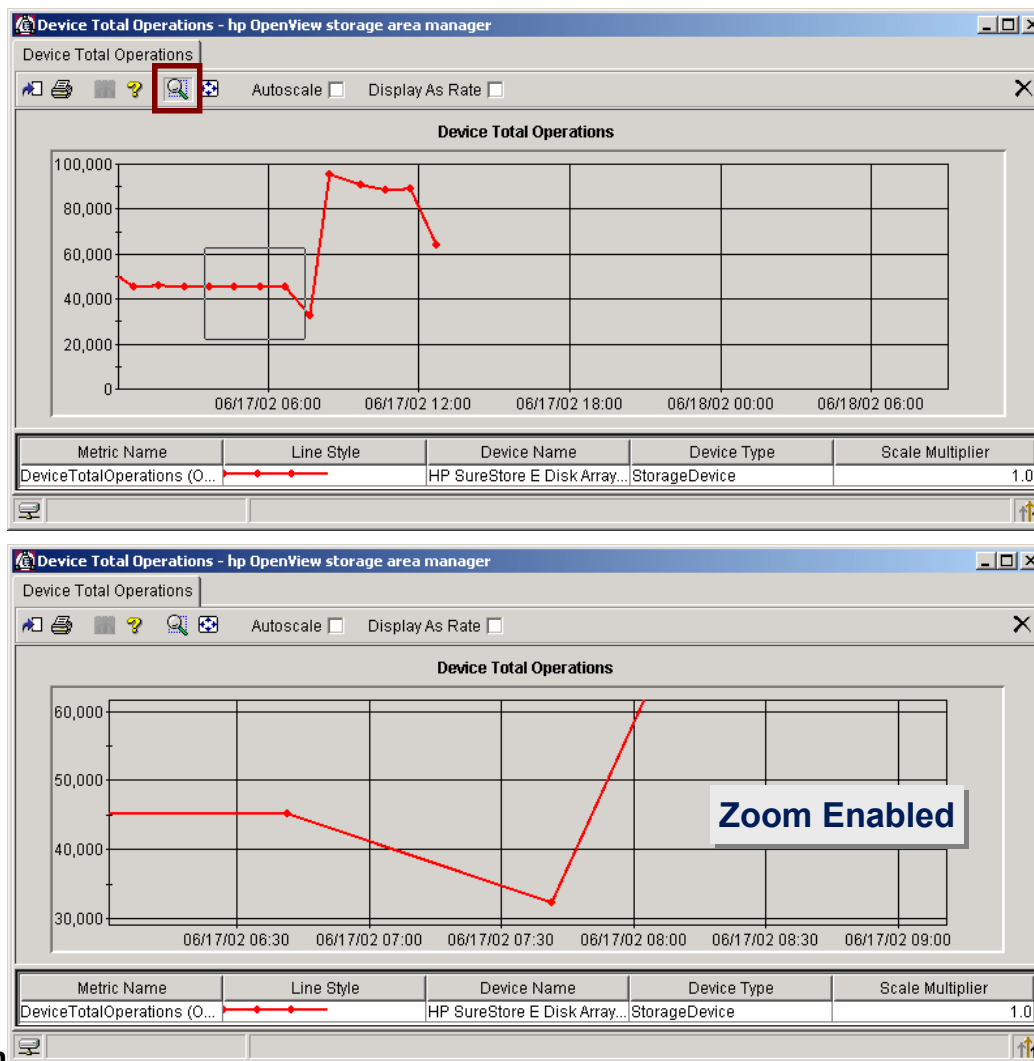 Device Total Operations - hp OpenView storage area manager
Device Total Operations
Autoscale Display As Rate
Device Total Operations
100,000
80,000
60,000
40,000
20,000
0
06/17/02 06:00 06/17/02 12:00 06/17/02 18:00 06/18/02 00:00 06/18/02 06:00
Metric Name Line Style Device Name Device Type Scale Multiplier
DeviceTotalOperations (O... HP SureStore E Disk Array... StorageDevice 1.0
Device Total Operations - hp OpenView storage area manager
Device Total Operations
Autoscale Display As Rate
Device Total Operations
60,000
50,000
Zoom Enabled
40,000
30,000
06/17/02 06:30 06/17/02 07:00 06/17/02 07:30 06/17/02 08:00 06/17/02 08:30 06/17/02 09:00
Metric Name Line Style Device Name Device Type Scale Multiplier
DeviceTotalOperations (O... HP SureStore E Disk Array... StorageDevice 1.0